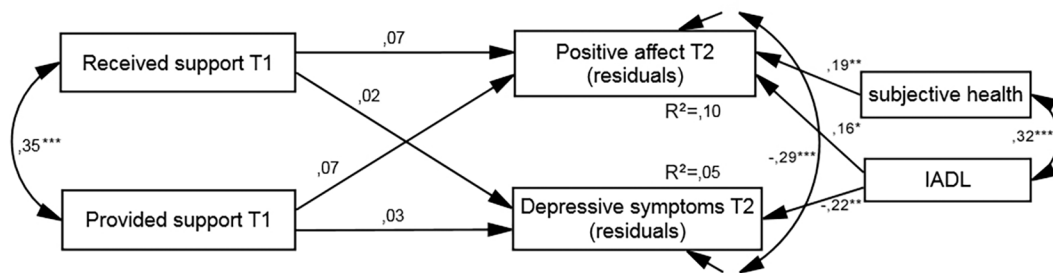 ,07
Positive affect T2
(residuals)
Received support T1
,19**
subjective health
,02
R²=,10
,16*
,32***
,35***
-,29***
,07
R²=,05
IADL
Provided support T1
,03
Depressive symptoms T2
(residuals)
-,22**